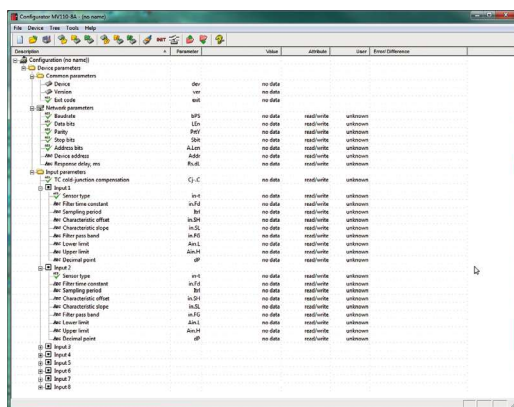 Configurator MV110-8A - (no name)
File Device Tree Tools Help
INIT
Description Parameter Value Attribute User Error/Difference
Configuration (no name)
Device parameters
Common parameters
Device dev no data
Version ver no data
Exit code exit no data
Network parameters
Baudrate bPS no data read/write unknown
Data bits LEn no data read/write unknown
Parity PrtY no data read/write unknown
Stop bits Sbit no data read/write unknown
Address bits A.Len no data read/write unknown
Device address Addr no data read/write unknown
Response delay, ms Rs.dL no data read/write unknown
Input parameters
TC cold-junction compensation Cj-.C no data read/write unknown
Input 1
Sensor type in-t no data read/write unknown
Filter time constant in.Fd no data read/write unknown
Sampling period Itrl no data read/write unknown
Characteristic offset in.SH no data read/write unknown
Characteristic slope in.SL no data read/write unknown
Filter pass band in.FG no data read/write unknown
Lower limit Ain.L no data read/write unknown
Upper limit Ain.H no data read/write unknown
Decimal point dP no data read/write unknown
Input 2
Sensor type in-t no data read/write unknown
Filter time constant in.Fd no data read/write unknown
Sampling period Itrl no data read/write unknown
Characteristic offset in.SH no data read/write unknown
Characteristic slope in.SL no data read/write unknown
Filter pass band in.FG no data read/write unknown
Lower limit Ain.L no data read/write unknown
Upper limit Ain.H no data read/write unknown
Decimal point dP no data read/write unknown
Input 3
Input 4
Input 5
Input 6
Input 7
Input 8